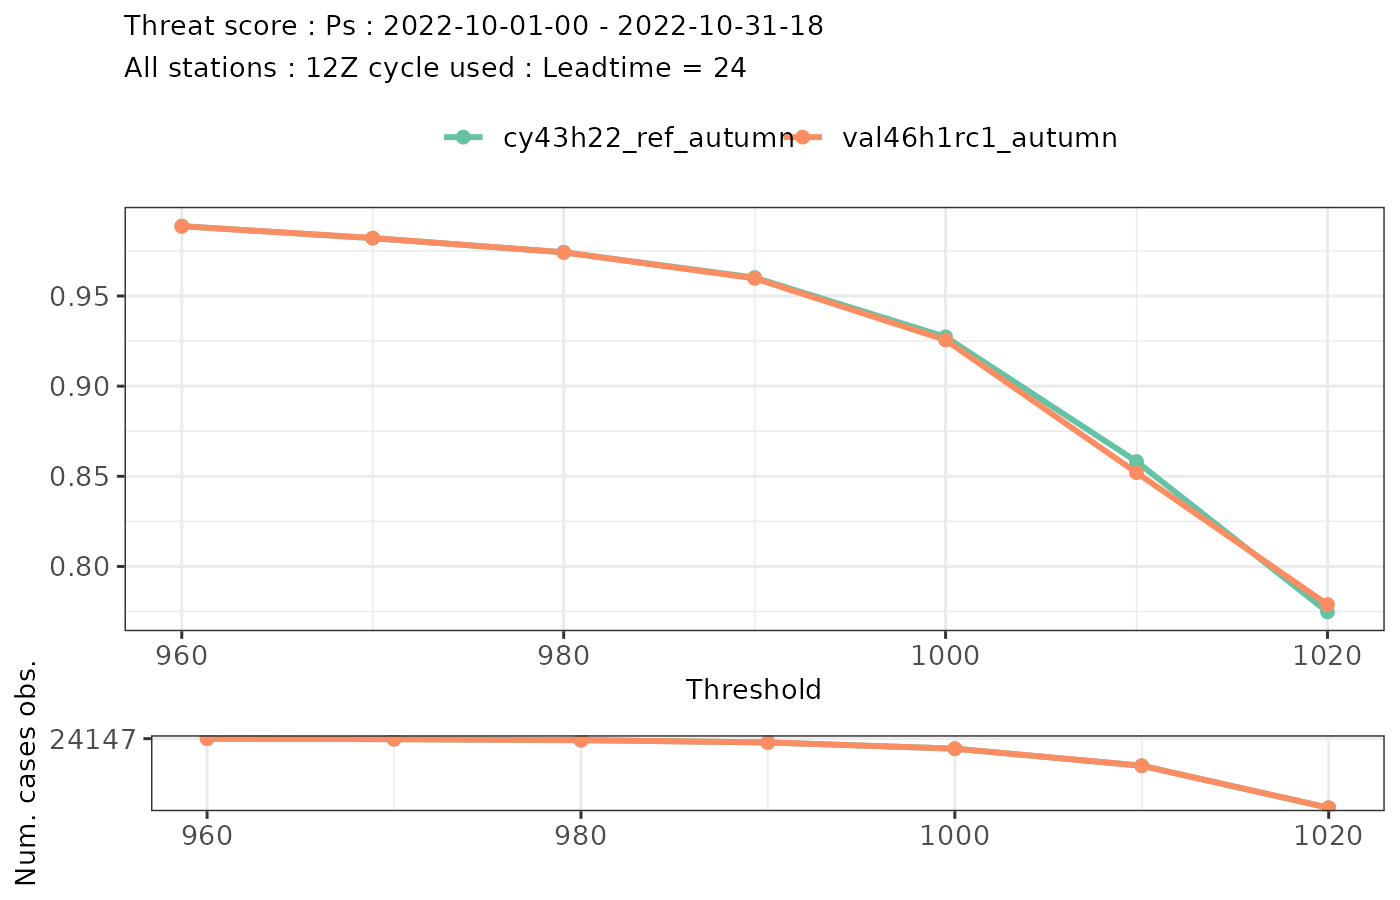 Threat score : Ps : 2022-10-01-00 - 2022-10-31-18
All stations : 12Z cycle used : Leadtime = 24
cy43h22_ref_autumn val46h1rc1_autumn
0.95
0.90
0.85
0.80
960 980 1000 1020
Threshold
Num. cases obs.
24147
960 980 1000 1020